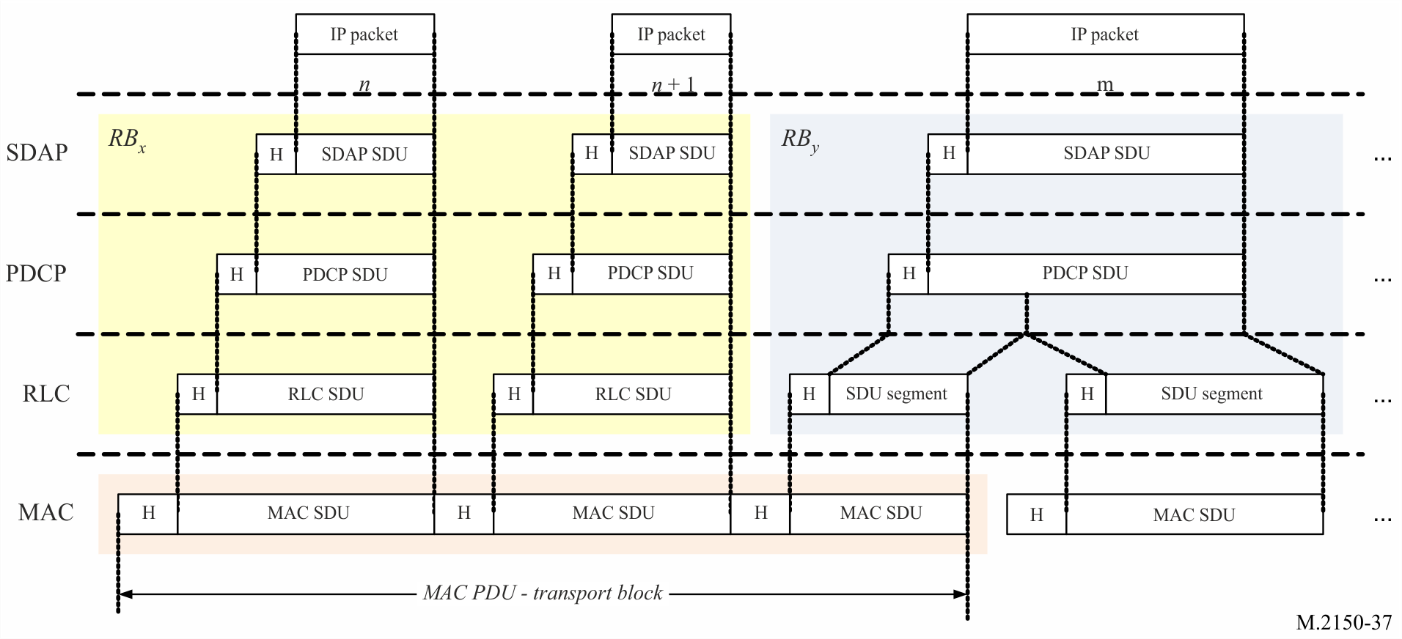 IP packet IP packet IP packet
n n + 1 m
RBx RBy
SDAP H SDAP SDU H SDAP SDU H SDAP SDU ...
PDCP H PDCP SDU H PDCP SDU H PDCP SDU ...
RLC H RLC SDU H RLC SDU H SDU segment H SDU segment ...
MAC H MAC SDU H MAC SDU H MAC SDU H MAC SDU ...
MAC PDU - transport block
M.2150-37